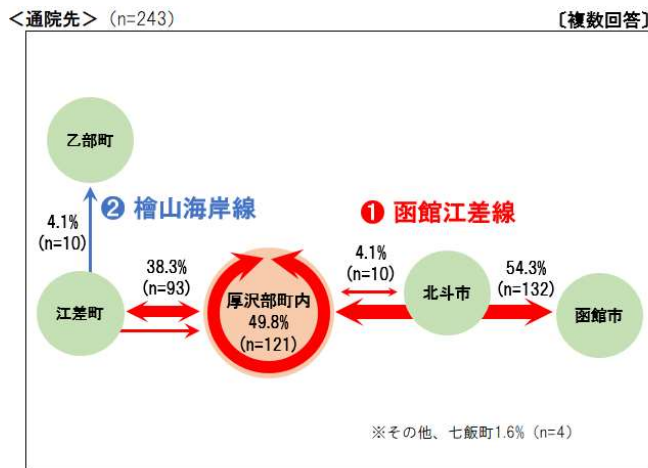 ＜通院先＞（n=243）
〔複数回答〕
乙部町
❷ 檜山海岸線
❶ 函館江差線
4.1%
(n=10)
38.3%
(n=93)
4.1%
(n=10)
54.3%
(n=132)
江差町
厚沢部町内
49.8%
(n=121)
北斗市
函館市
※その他、七飯町1.6%（n=4）